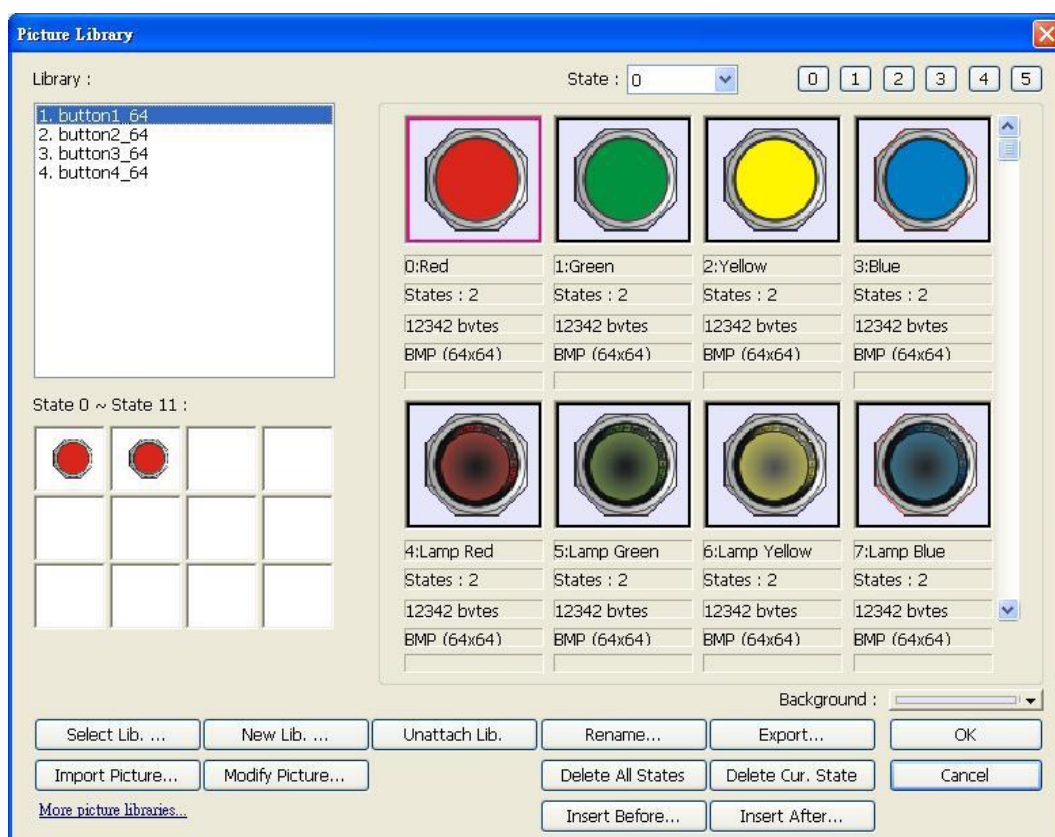 Picture Library
Library :
State : 0
0 1 2 3 4 5
1. button1_64
2. button2_64
3. button3_64
4. button4_64
0:Red 1:Green 2:Yellow 3:Blue
States : 2 States : 2 States : 2 States : 2
12342 bytes 12342 bytes 12342 bytes 12342 bytes
BMP (64x64) BMP (64x64) BMP (64x64) BMP (64x64)
State 0 ~ State 11 :
4:Lamp Red 5:Lamp Green 6:Lamp Yellow 7:Lamp Blue
States : 2 States : 2 States : 2 States : 2
12342 bytes 12342 bytes 12342 bytes 12342 bytes
BMP (64x64) BMP (64x64) BMP (64x64) BMP (64x64)
Background :
Select Lib. ... New Lib. ... Unattach Lib. Rename... Export... OK
Import Picture... Modify Picture... Delete All States Delete Cur. State Cancel
More picture libraries...
Insert Before... Insert After...